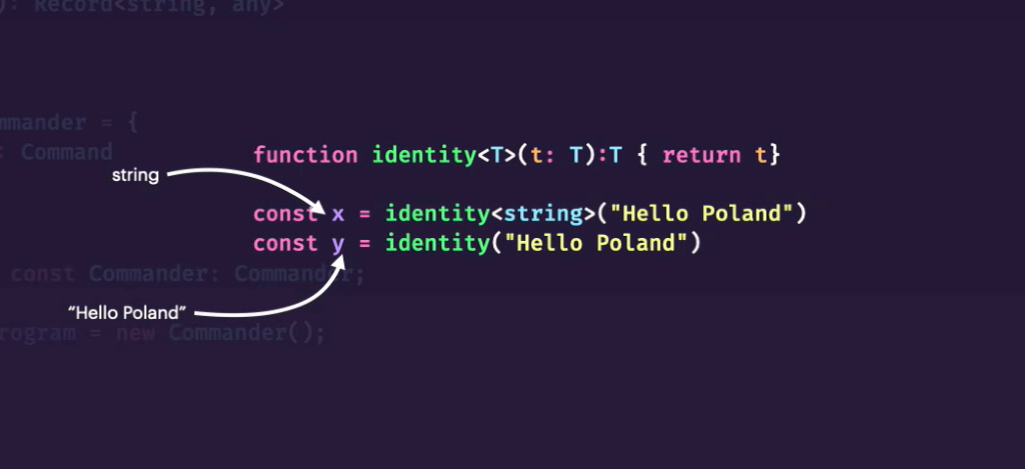 ): Record<string, any>
mmander = {
: Command
function identity<T>(t: T):T { return t}
string
const x = identity<string>("Hello Poland")
const y = identity("Hello Poland")
const Commander: Commander;
“Hello Poland”
rogram = new Commander();